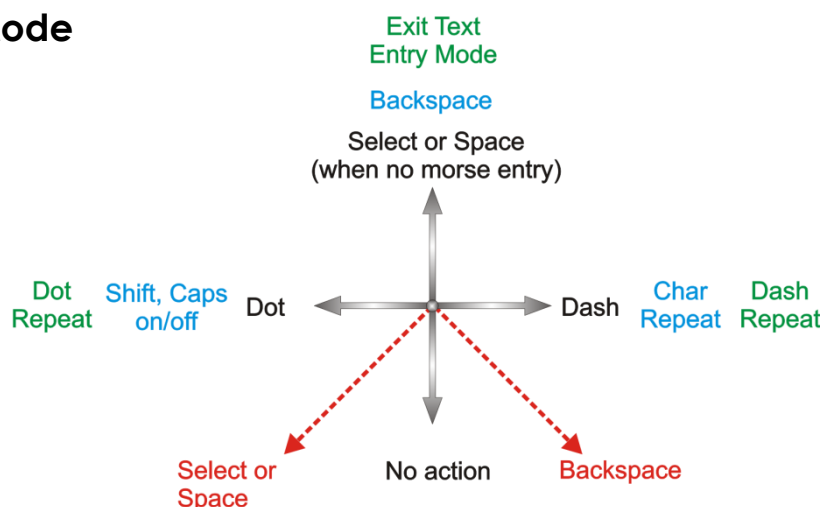 ode
Exit Text
Entry Mode
Backspace
Select or Space
(when no morse entry)
Dot
Repeat
Shift, Caps
on/off
Dot
Dash
Char
Repeat
Dash
Repeat
Select or
Space
No action
Backspace